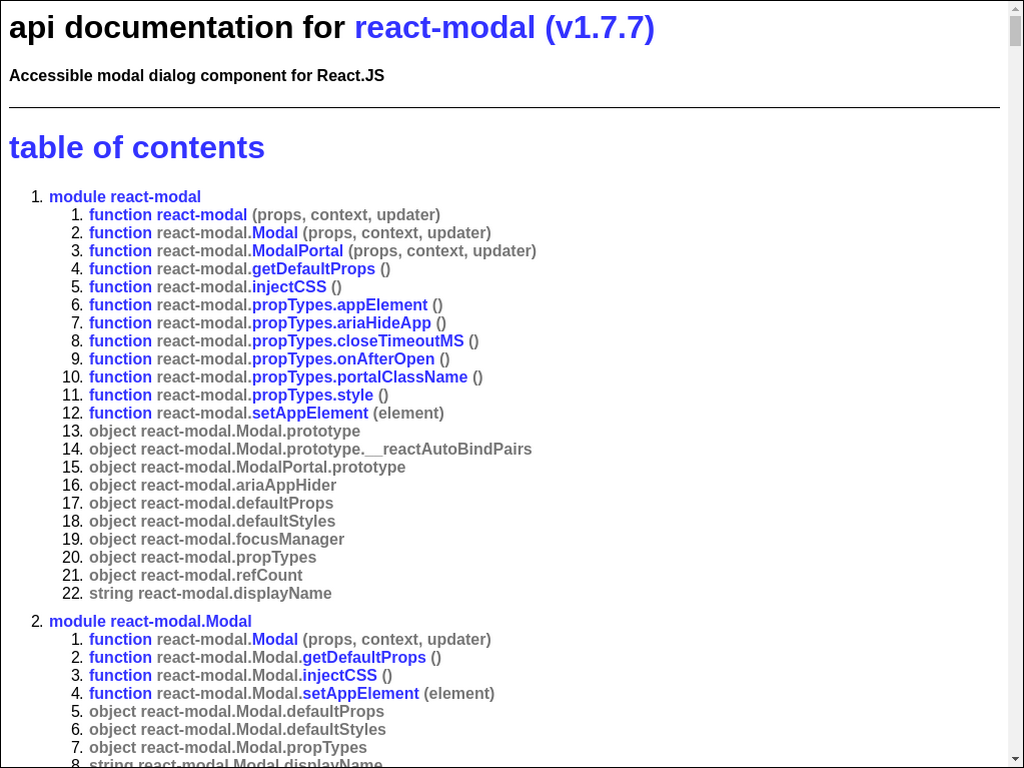 api documentation for react-modal (v1.7.7)
Accessible modal dialog component for React.JS
table of contents
1. module react-modal
1. function react-modal (props, context, updater)
2. function react-modal.Modal (props, context, updater)
3. function react-modal.ModalPortal (props, context, updater)
4. function react-modal.getDefaultProps ()
5. function react-modal.injectCSS ()
6. function react-modal.propTypes.appElement ()
7. function react-modal.propTypes.ariaHideApp ()
8. function react-modal.propTypes.closeTimeoutMS ()
9. function react-modal.propTypes.onAfterOpen ()
10. function react-modal.propTypes.portalClassName ()
11. function react-modal.propTypes.style ()
12. function react-modal.setAppElement (element)
13. object react-modal.Modal.prototype
14. object react-modal.Modal.prototype.__reactAutoBindPairs
15. object react-modal.ModalPortal.prototype
16. object react-modal.ariaAppHider
17. object react-modal.defaultProps
18. object react-modal.defaultStyles
19. object react-modal.focusManager
20. object react-modal.propTypes
21. object react-modal.refCount
22. string react-modal.displayName
2. module react-modal.Modal
1. function react-modal.Modal (props, context, updater)
2. function react-modal.Modal.getDefaultProps ()
3. function react-modal.Modal.injectCSS ()
4. function react-modal.Modal.setAppElement (element)
5. object react-modal.Modal.defaultProps
6. object react-modal.Modal.defaultStyles
7. object react-modal.Modal.propTypes
8. string react-modal.Modal.displayName